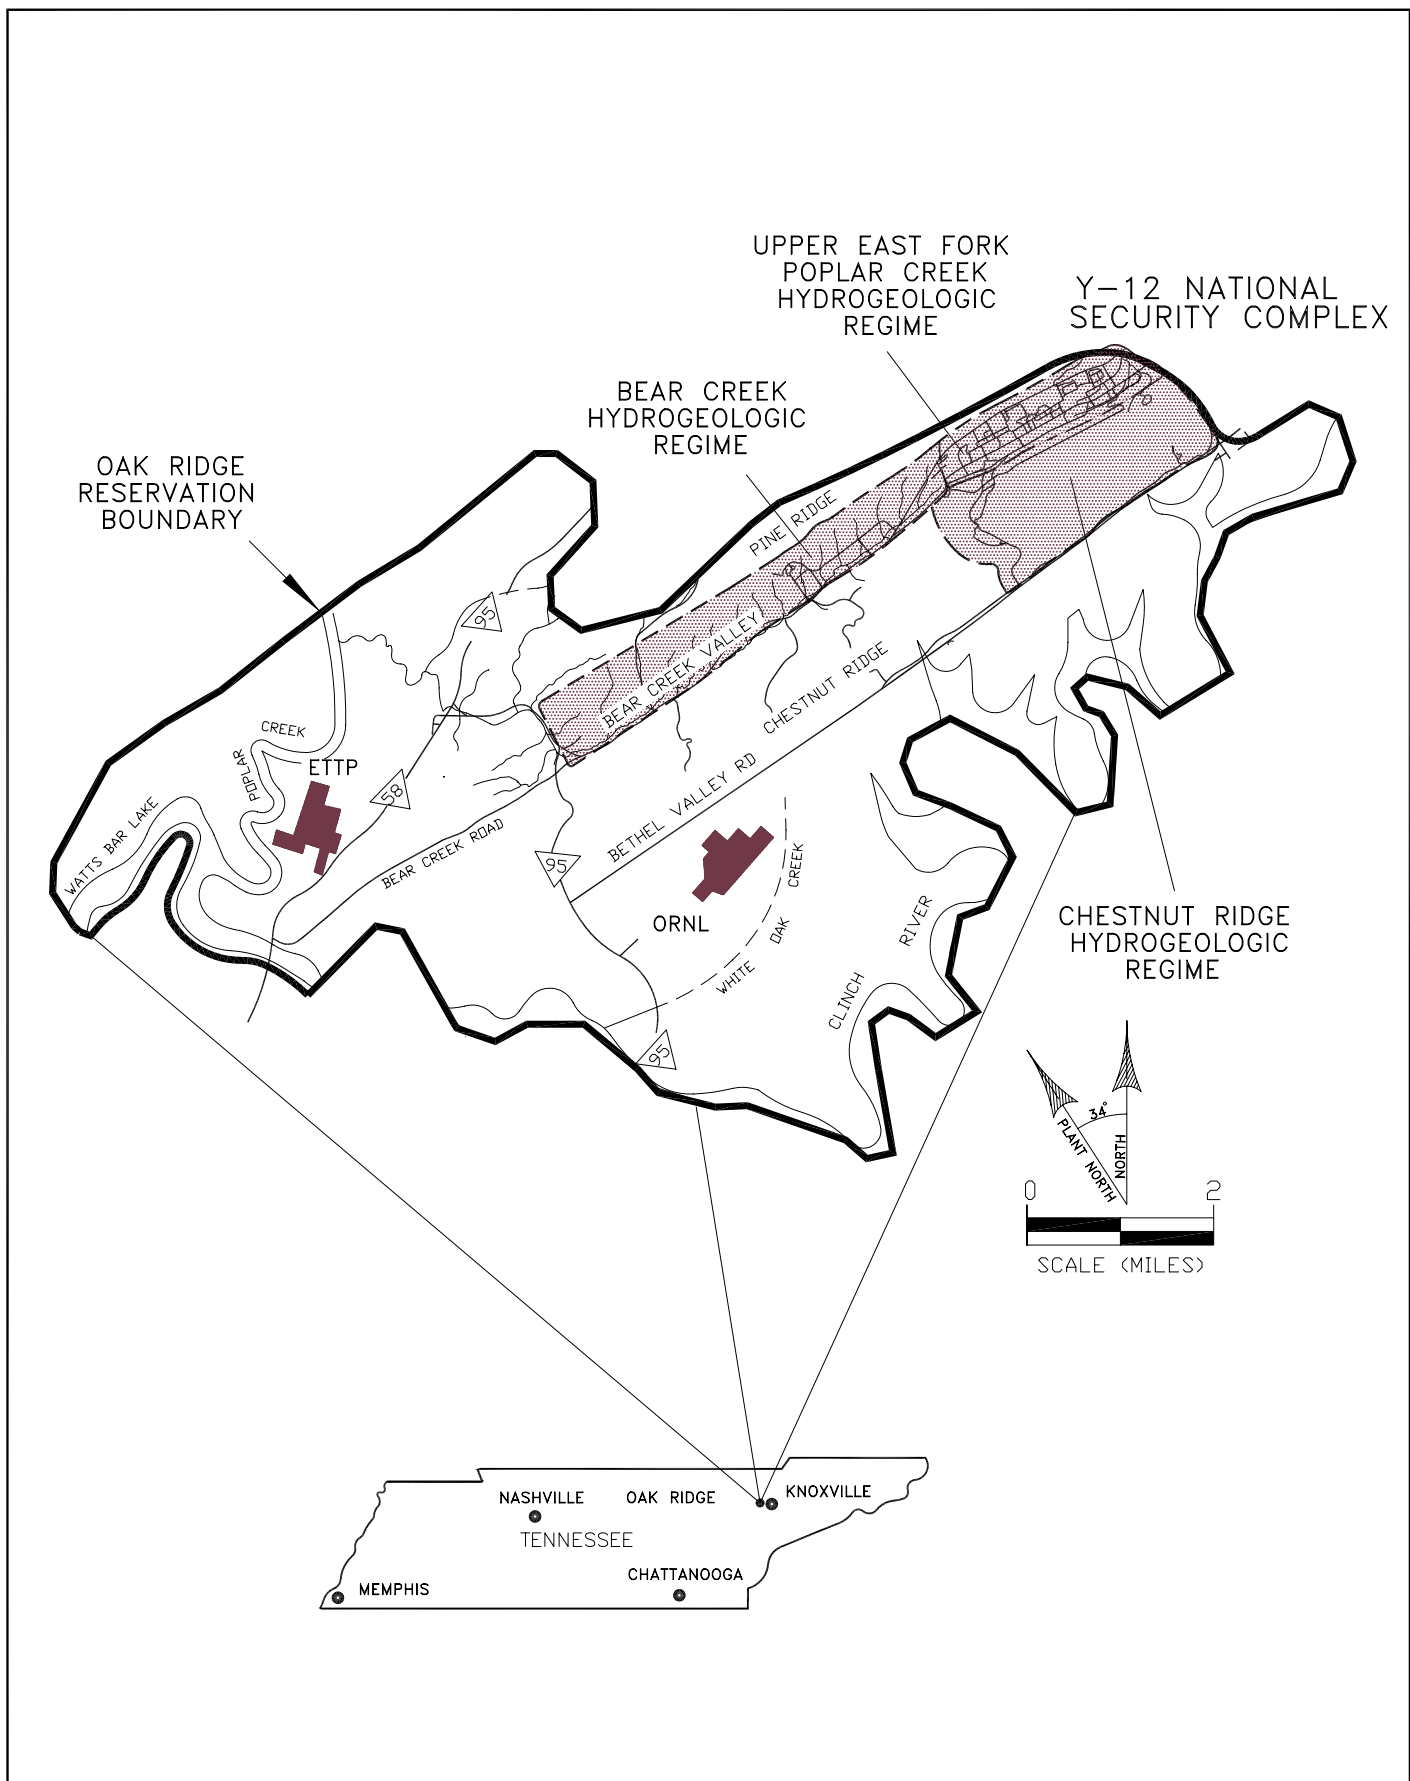 UPPER EAST FORK
POPLAR CREEK
HYDROGEOLOGIC
REGIME
Y-12 NATIONAL
SECURITY COMPLEX
BEAR CREEK
HYDROGEOLOGIC
REGIME
OAK RIDGE
RESERVATION
BOUNDARY
PINE RIDGE
95
BEAR CREEK VALLEY
CHESTNUT RIDGE
CREEK
POPLAR
ETTP
58
WATTS BAR LAKE
BEAR CREEK ROAD
BETHEL VALLEY RD
95
ORNL
CREEK
OAK
WHITE
RIVER
CLINCH
95
CHESTNUT RIDGE
HYDROGEOLOGIC
REGIME
34°
PLANT NORTH
NORTH
0 2
SCALE (MILES)
NASHVILLE
OAK RIDGE
KNOXVILLE
TENNESSEE
CHATTANOOGA
MEMPHIS